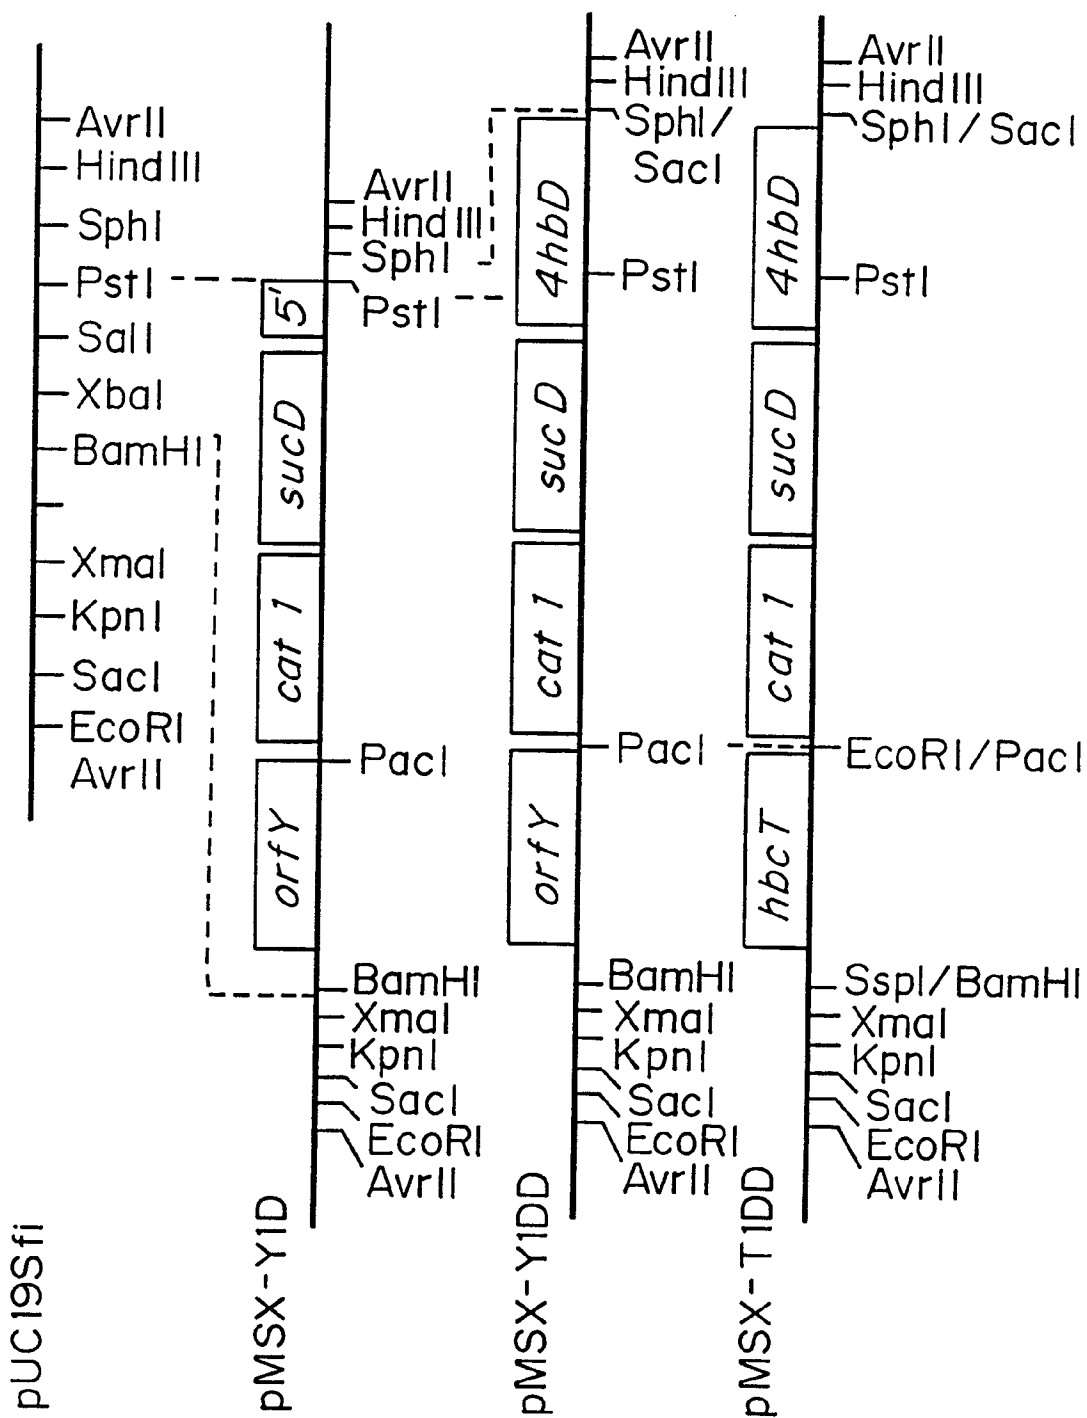 pUC19Sfi
AvrII
HindIII
SphI
PstI
SalI
XbaI
BamHI
XmaI
KpnI
SacI
EcoRI
AvrII
pMSX-Y1D
5'
sucD
cat 1
orfY
AvrII
HindIII
SphI
PstI
PacI
BamHI
XmaI
KpnI
SacI
EcoRI
AvrII
pMSX-Y1DD
4hbD
sucD
cat 1
orfY
AvrII
HindIII
SphI/
SacI
PstI
PacI
BamHI
XmaI
KpnI
SacI
EcoRI
AvrII
pMSX-T1DD
4hbD
sucD
cat 1
hbcT
AvrII
HindIII
SphI/SacI
PstI
EcoRI/PacI
SspI/BamHI
XmaI
KpnI
SacI
EcoRI
AvrII